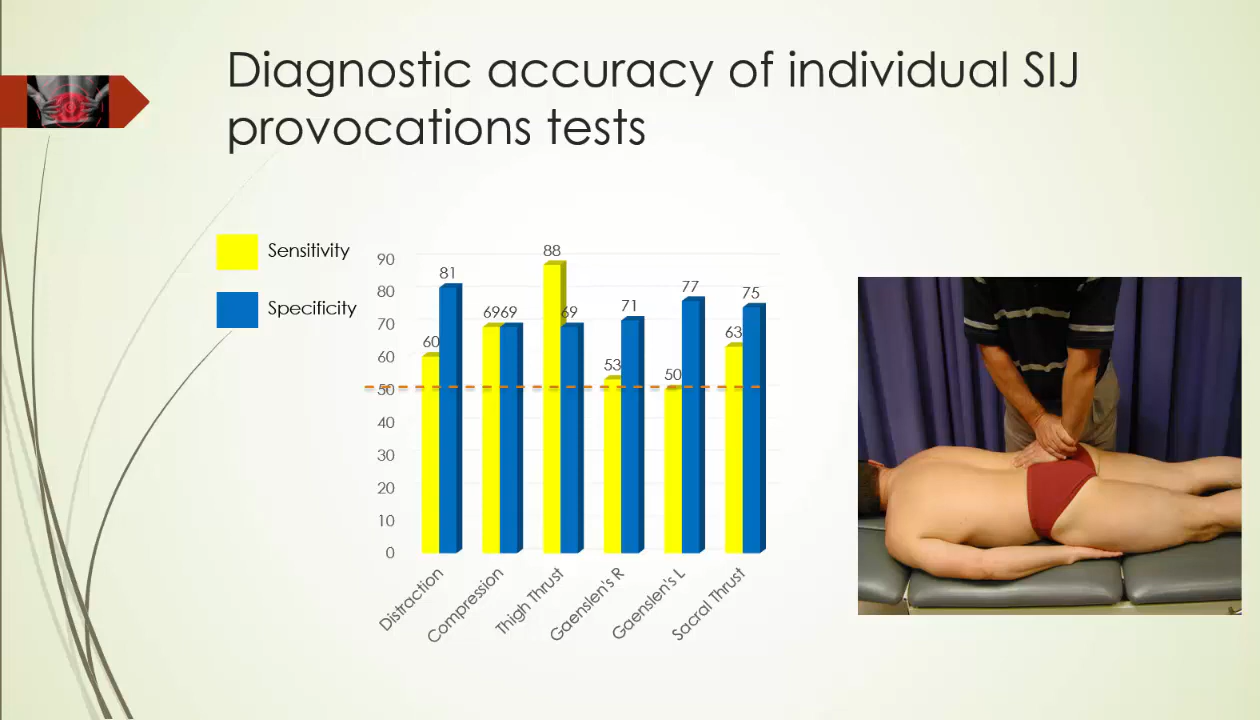 Diagnostic accuracy of individual SIJ
provocations tests
Sensitivity
Specificity
90
80
70
60
50
40
30
20
10
0
60
81
69
69
88
69
53
71
50
77
63
75
Distraction
Compression
Thigh Thrust
Gaenslen's R
Gaenslen's L
Sacral Thrust